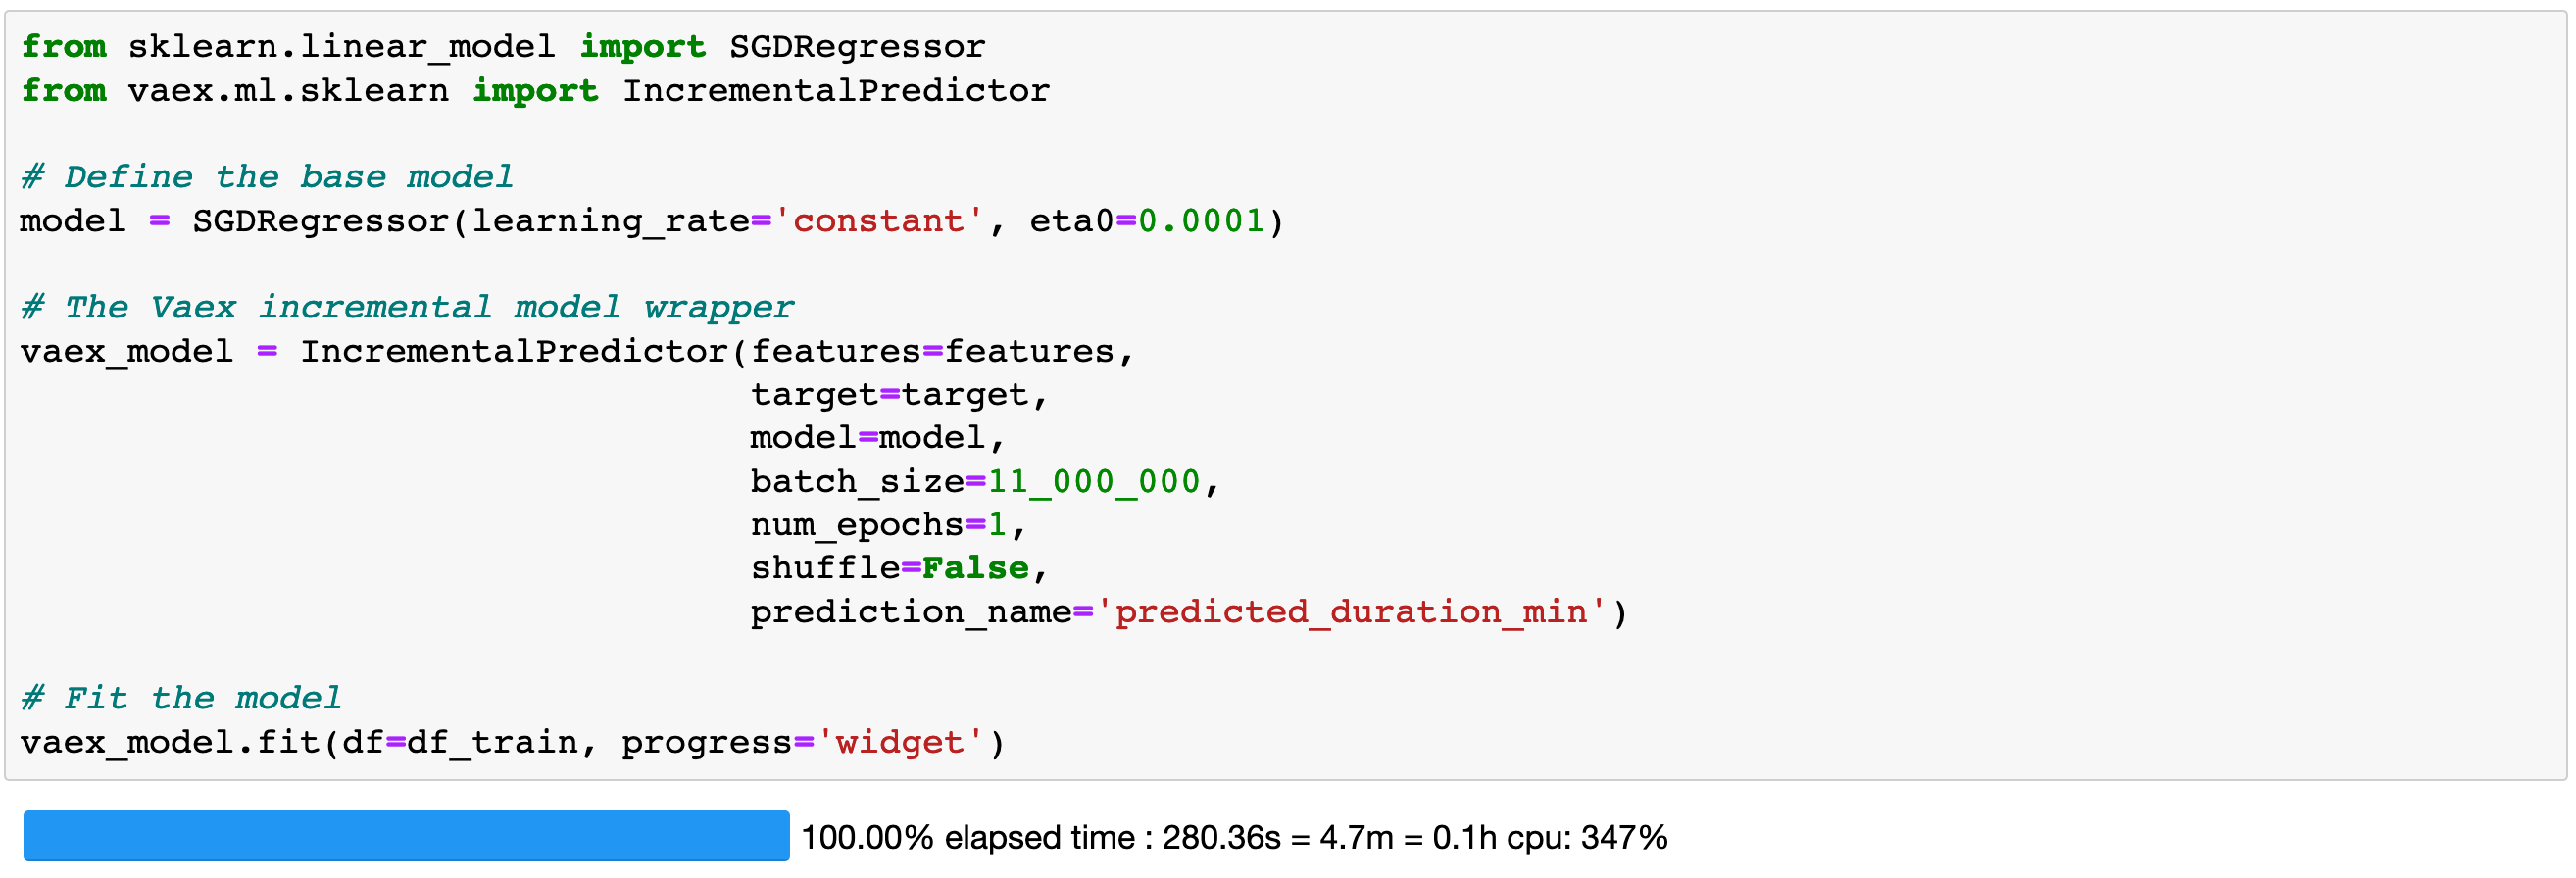 from sklearn.linear_model import SGDRegressor
from vaex.ml.sklearn import IncrementalPredictor

# Define the base model
model = SGDRegressor(learning_rate='constant', eta0=0.0001)

# The Vaex incremental model wrapper
vaex_model = IncrementalPredictor(features=features,
                                  target=target,
                                  model=model,
                                  batch_size=11_000_000,
                                  num_epochs=1,
                                  shuffle=False,
                                  prediction_name='predicted_duration_min')

# Fit the model
vaex_model.fit(df=df_train, progress='widget')
100.00% elapsed time : 280.36s = 4.7m = 0.1h cpu: 347%